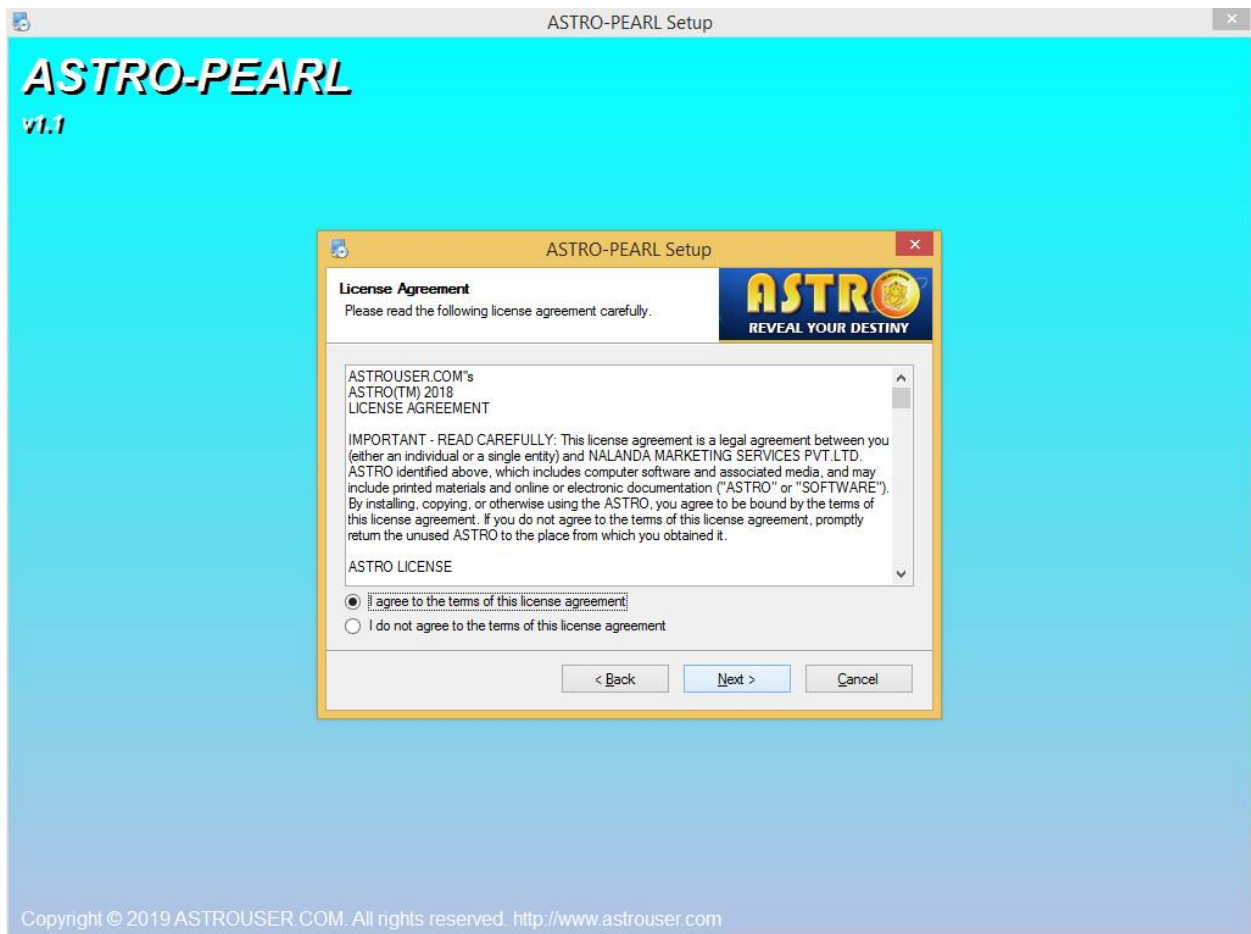 ASTRO-PEARL Setup
ASTRO-PEARL
v1.1
ASTRO-PEARL Setup
License Agreement
Please read the following license agreement carefully.
ASTRO
REVEAL YOUR DESTINY
ASTROUSER.COM"s
ASTRO(TM) 2018
LICENSE AGREEMENT
IMPORTANT - READ CAREFULLY: This license agreement is a legal agreement between you
(either an individual or a single entity) and NALANDA MARKETING SERVICES PVT.LTD.
ASTRO identified above, which includes computer software and associated media, and may
include printed materials and online or electronic documentation ("ASTRO" or "SOFTWARE").
By installing, copying, or otherwise using the ASTRO, you agree to be bound by the terms of
this license agreement. If you do not agree to the terms of this license agreement, promptly
return the unused ASTRO to the place from which you obtained it.
ASTRO LICENSE
I agree to the terms of this license agreement
I do not agree to the terms of this license agreement
< Back Next > Cancel
Copyright © 2019 ASTROUSER.COM. All rights reserved. http://www.astrouser.com